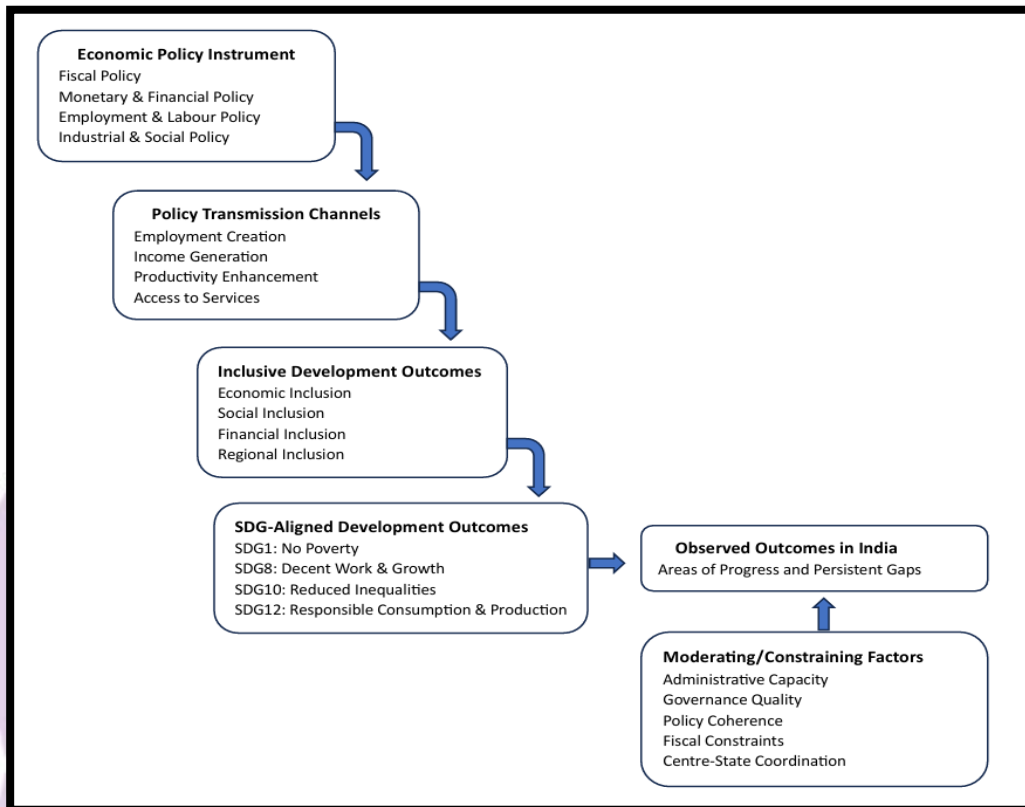 Economic Policy Instrument
Fiscal Policy
Monetary & Financial Policy
Employment & Labour Policy
Industrial & Social Policy
Policy Transmission Channels
Employment Creation
Income Generation
Productivity Enhancement
Access to Services
Inclusive Development Outcomes
Economic Inclusion
Social Inclusion
Financial Inclusion
Regional Inclusion
SDG-Aligned Development Outcomes
SDG1: No Poverty
SDG8: Decent Work & Growth
SDG10: Reduced Inequalities
SDG12: Responsible Consumption & Production
Observed Outcomes in India
Areas of Progress and Persistent Gaps
Moderating/Constraining Factors
Administrative Capacity
Governance Quality
Policy Coherence
Fiscal Constraints
Centre-State Coordination